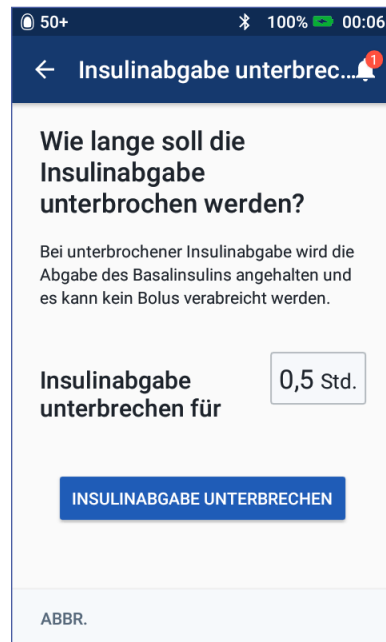 50+ 100% 00:06
Insulinabgabe unterbrec... 1
Wie lange soll die
Insulinabgabe
unterbrochen werden?
Bei unterbrochener Insulinabgabe wird die
Abgabe des Basalinsulins angehalten und
es kann kein Bolus verabreicht werden.
Insulinabgabe
unterbrechen für
0,5 Std.
INSULINABGABE UNTERBRECHEN
ABBR.